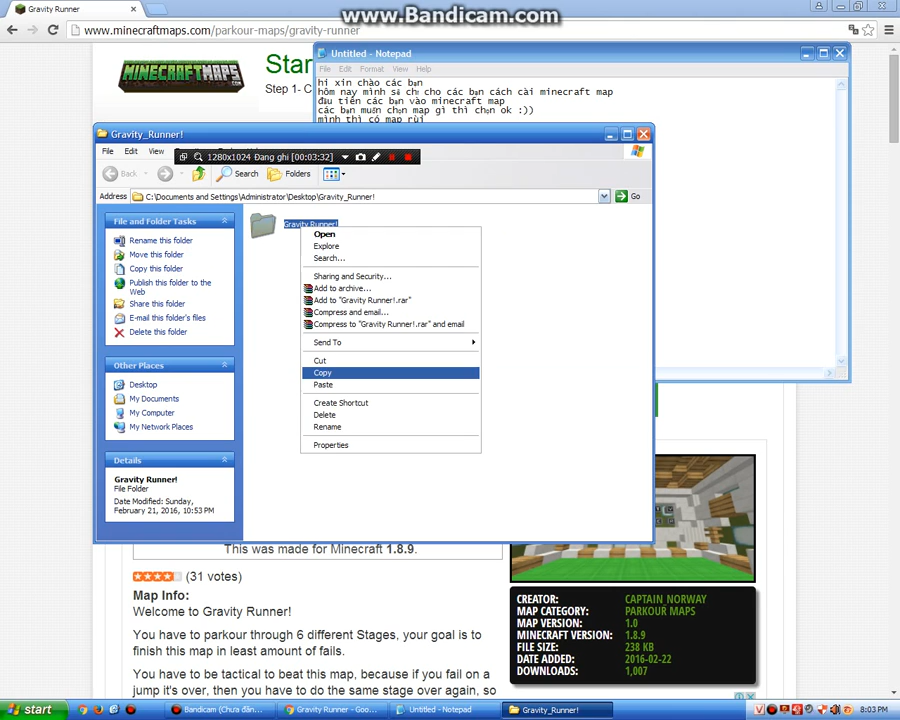 www.Bandicam.com
Gravity Runner
www.minecraftmaps.com/parkour-maps/gravity-runner
MINECRAFTMAPS
.COM
Star
Step 1- C
Untitled - Notepad
File Edit Format View Help
hi xin chào các bạn
hôm nay mình sẽ chỉ cho các bạn cách cài minecraft map
đầu tiên các bạn vào minecraft map
các bạn muốn chọn map gì thì chọn ok :))
mình thì có map rùi
Gravity_Runner!
File Edit View
1280x1024 Đang ghi [00:03:32]
Back Search Folders
Address C:\Documents and Settings\Administrator\Desktop\Gravity_Runner! Go
File and Folder Tasks
Rename this folder
Move this folder
Copy this folder
Publish this folder to the
Web
Share this folder
E-mail this folder's files
Delete this folder
Other Places
Desktop
My Documents
My Computer
My Network Places
Details
Gravity Runner!
File Folder
Date Modified: Sunday,
February 21, 2016, 10:53 PM
Gravity Runner!
Open
Explore
Search...
Sharing and Security...
Add to archive...
Add to "Gravity Runner!.rar"
Compress and email...
Compress to "Gravity Runner!.rar" and email
Send To
Cut
Copy
Paste
Create Shortcut
Delete
Rename
Properties
This was made for Minecraft 1.8.9.
(31 votes)
Map Info:
Welcome to Gravity Runner!
You have to parkour through 6 different Stages, your goal is to
finish this map in least amount of fails.
You have to be tactical to beat this map, because if you fail on
a jump it's over, then you have to do the same stage over again, so
CREATOR: CAPTAIN NORWAY
MAP CATEGORY: PARKOUR MAPS
MAP VERSION: 1.0
MINECRAFT VERSION: 1.8.9
FILE SIZE: 238 KB
DATE ADDED: 2016-02-22
DOWNLOADS: 1,007
start
Bandicam (Chưa đăn...
Gravity Runner - Goo...
Untitled - Notepad
Gravity_Runner!
8:03 PM